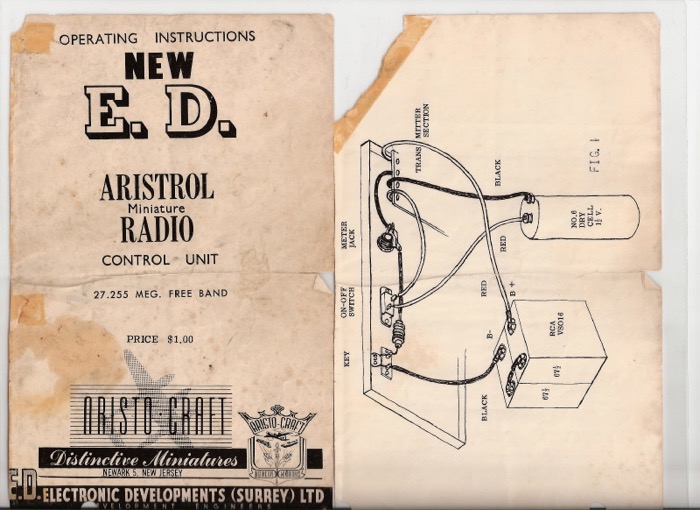 OPERATING INSTRUCTIONS
NEW
E. D.
ARISTROL
Miniature
RADIO
CONTROL UNIT
27.255 MEG. FREE BAND
PRICE $1.00
ARISTO-CRAFT
Distinctive Miniatures
NEWARK 5, NEW JERSEY
ARISTO-CRAFT
E.D. ELECTRONIC DEVELOPMENTS (SURREY) LTD
DEVELOPMENT ENGINEERS
TRANSMITTER
SECTION
BLACK
FIG. 1
NO.6
DRY
CELL
1½ V.
METER
JACK
RED
ON-OFF
SWITCH
RED
B +
RCA
VSO16
KEY
B-
67½
67½
BLACK